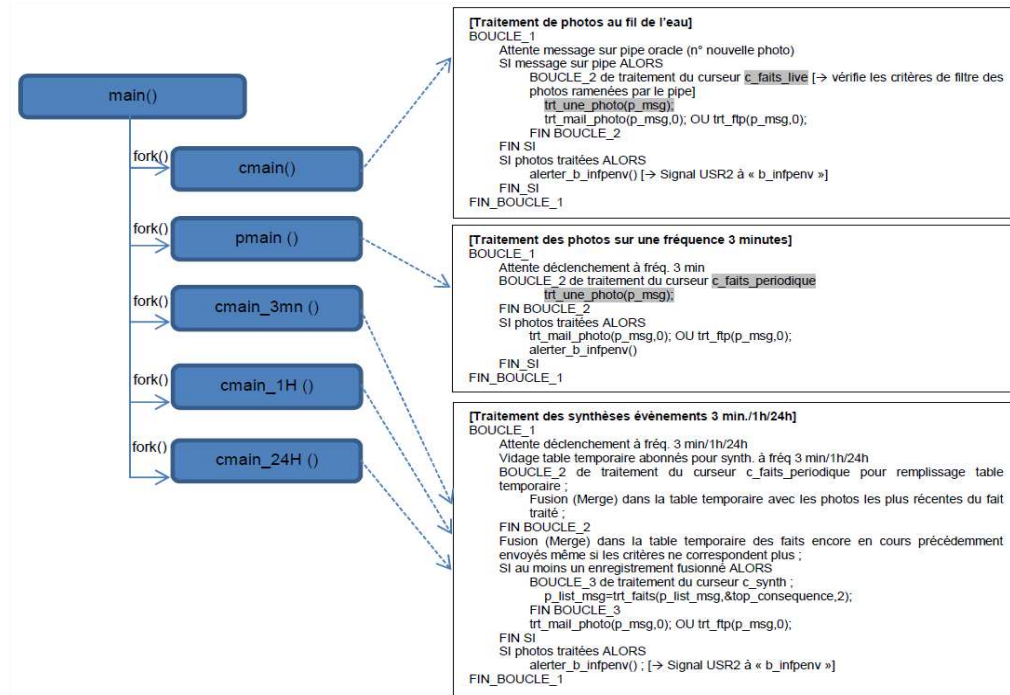 main()
fork()
cmain()
fork()
pmain ()
fork()
cmain_3mn ()
fork()
cmain_1H ()
fork()
cmain_24H ()
[Traitement de photos au fil de l'eau]
BOUCLE_1
Attente message sur pipe oracle (n° nouvelle photo)
SI message sur pipe ALORS
BOUCLE_2 de traitement du curseur c_faits_live [→ vérifie les critères de filtre des
photos ramenées par le pipe]
trt_une_photo(p_msg);
trt_mail_photo(p_msg,0); OU trt_ftp(p_msg,0);
FIN BOUCLE_2
FIN SI
SI photos traitées ALORS
alerter_b_infpenv() [→ Signal USR2 à « b_infpenv »]
FIN_SI
FIN_BOUCLE_1
[Traitement des photos sur une fréquence 3 minutes]
BOUCLE_1
Attente déclenchement à fréq. 3 min
BOUCLE_2 de traitement du curseur c_faits_periodique
trt_une_photo(p_msg);
FIN BOUCLE_2
SI photos traitées ALORS
trt_mail_photo(p_msg,0); OU trt_ftp(p_msg,0);
alerter_b_infpenv()
FIN_SI
FIN_BOUCLE_1
[Traitement des synthèses évènements 3 min./1h/24h]
BOUCLE_1
Attente déclenchement à fréq. 3 min/1h/24h
Vidage table temporaire abonnés pour synth. à fréq 3 min/1h/24h
BOUCLE_2 de traitement du curseur c_faits_periodique pour remplissage table
temporaire ;
Fusion (Merge) dans la table temporaire avec les photos les plus récentes du fait
traité ;
FIN BOUCLE_2
Fusion (Merge) dans la table temporaire des faits encore en cours précédemment
envoyés même si les critères ne correspondent plus ;
SI au moins un enregistrement fusionné ALORS
BOUCLE_3 de traitement du curseur c_synth ;
p_list_msg=trt_faits(p_list_msg,&top_consequence,2);
FIN BOUCLE_3
trt_mail_photo(p_msg,0); OU trt_ftp(p_msg,0);
FIN SI
SI photos traitées ALORS
alerter_b_infpenv() ; [→ Signal USR2 à « b_infpenv »]
FIN_BOUCLE_1